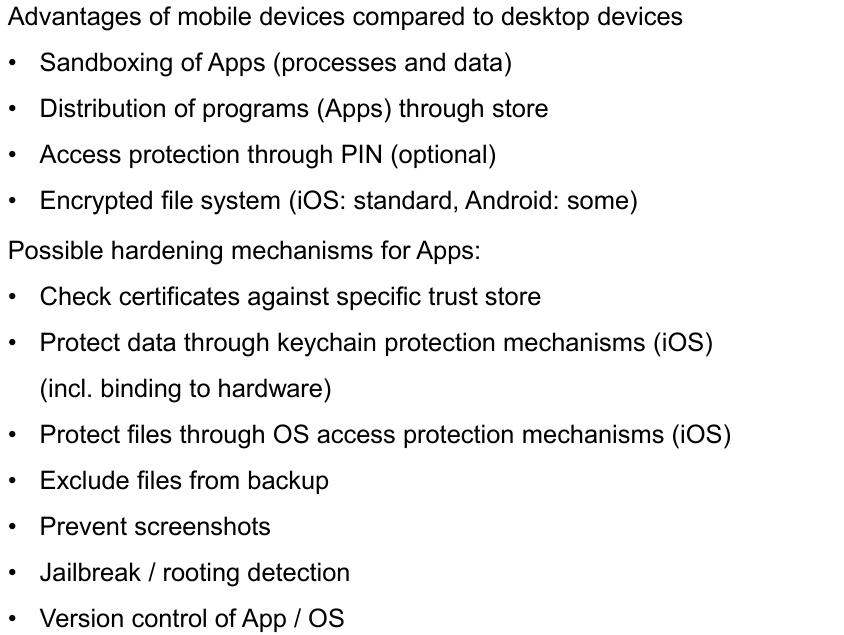 Advantages of mobile devices compared to desktop devices
• Sandboxing of Apps (processes and data)
• Distribution of programs (Apps) through store
• Access protection through PIN (optional)
• Encrypted file system (iOS: standard, Android: some)
Possible hardening mechanisms for Apps:
• Check certificates against specific trust store
• Protect data through keychain protection mechanisms (iOS)
(incl. binding to hardware)
• Protect files through OS access protection mechanisms (iOS)
• Exclude files from backup
• Prevent screenshots
• Jailbreak / rooting detection
• Version control of App / OS